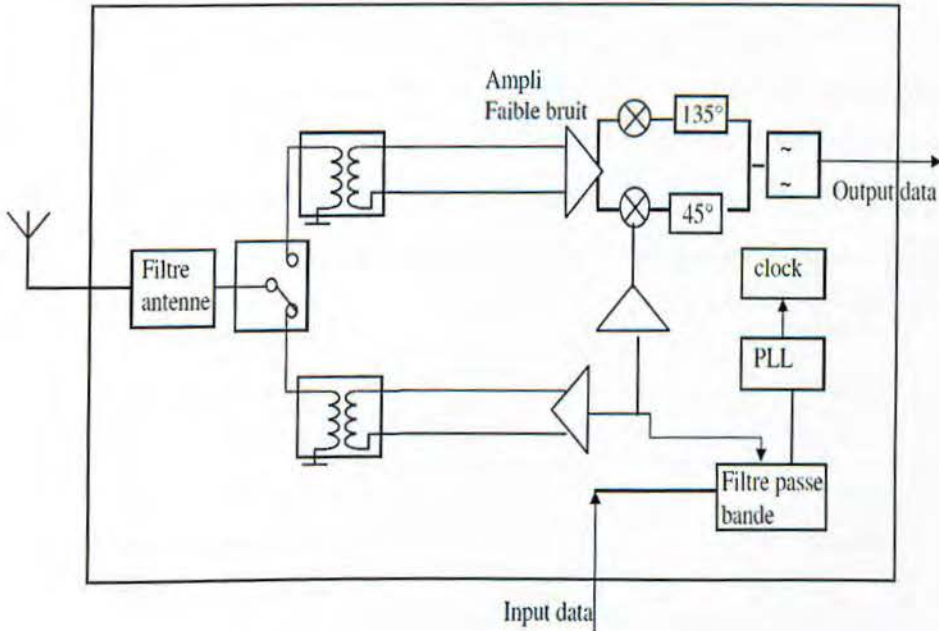 Ampli
Faible bruit
135°
~
~
45°
Output data
Filtre
antenne
clock
PLL
Filtre passe
bande
Input data